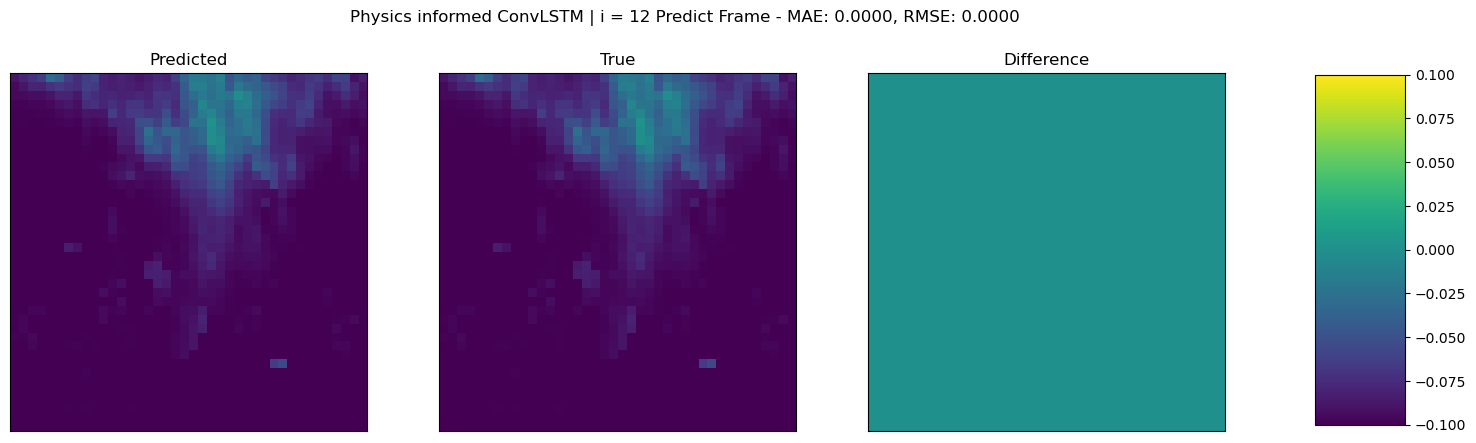 Physics informed ConvLSTM | i = 12 Predict Frame - MAE: 0.0000, RMSE: 0.0000
Predicted
True
Difference
0.100
0.075
0.050
0.025
0.000
−0.025
−0.050
−0.075
−0.100